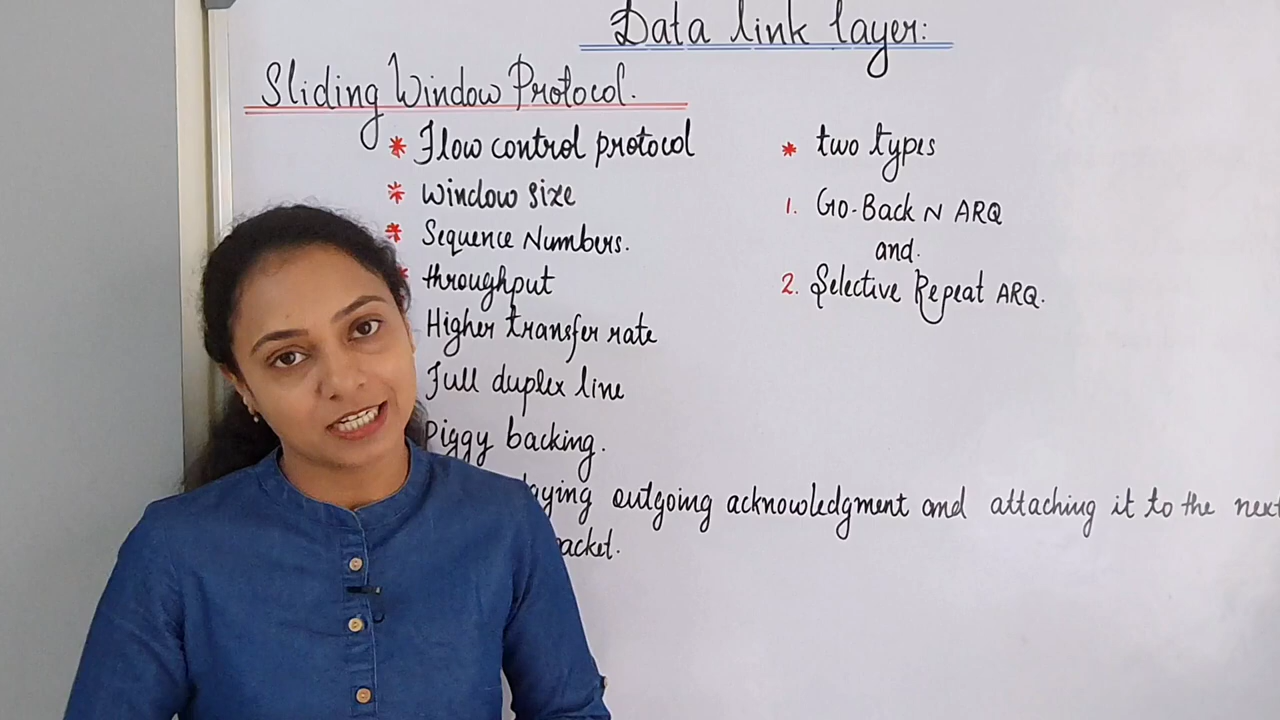 Data link layer:
Sliding Window Protocol.
* Flow control protocol
* Window size
* Sequence Numbers.
* throughput
Higher transfer rate
Full duplex line
Piggy backing.
outgoing acknowledgment and attaching it to the next
* two types
1. Go-Back N ARQ
and.
2. Selective Repeat ARQ.